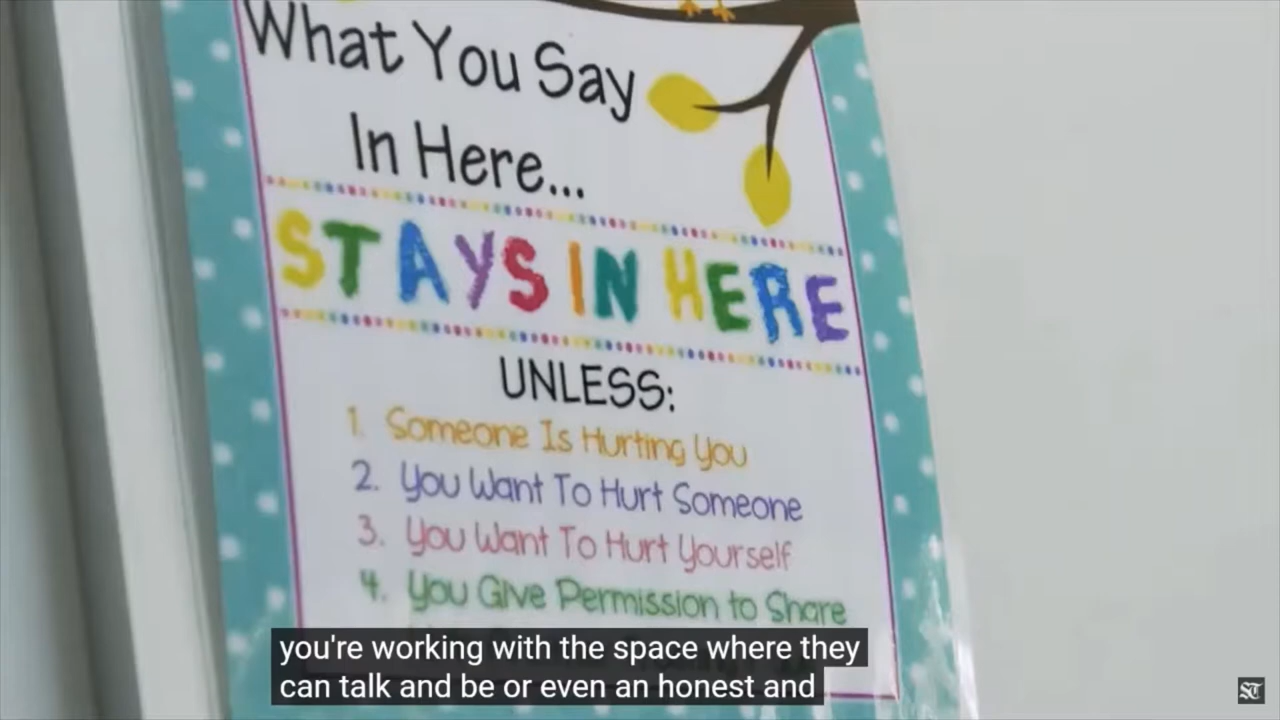 What You Say
In Here...
STAYS IN HERE
UNLESS:
1. Someone Is Hurting You
2. You Want To Hurt Someone
3. You Want To Hurt Yourself
4. You Give Permission to Share
you're working with the space where they
can talk and be or even an honest and
ST